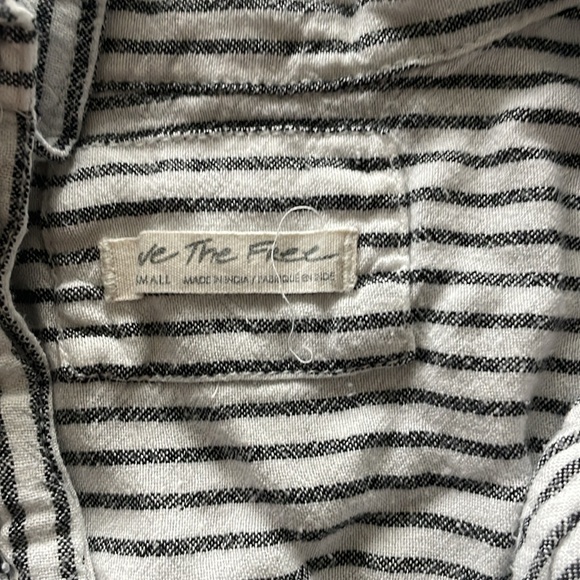 ve The Free
MALL MADE IN INDIA / FABRIQUE EN INDE